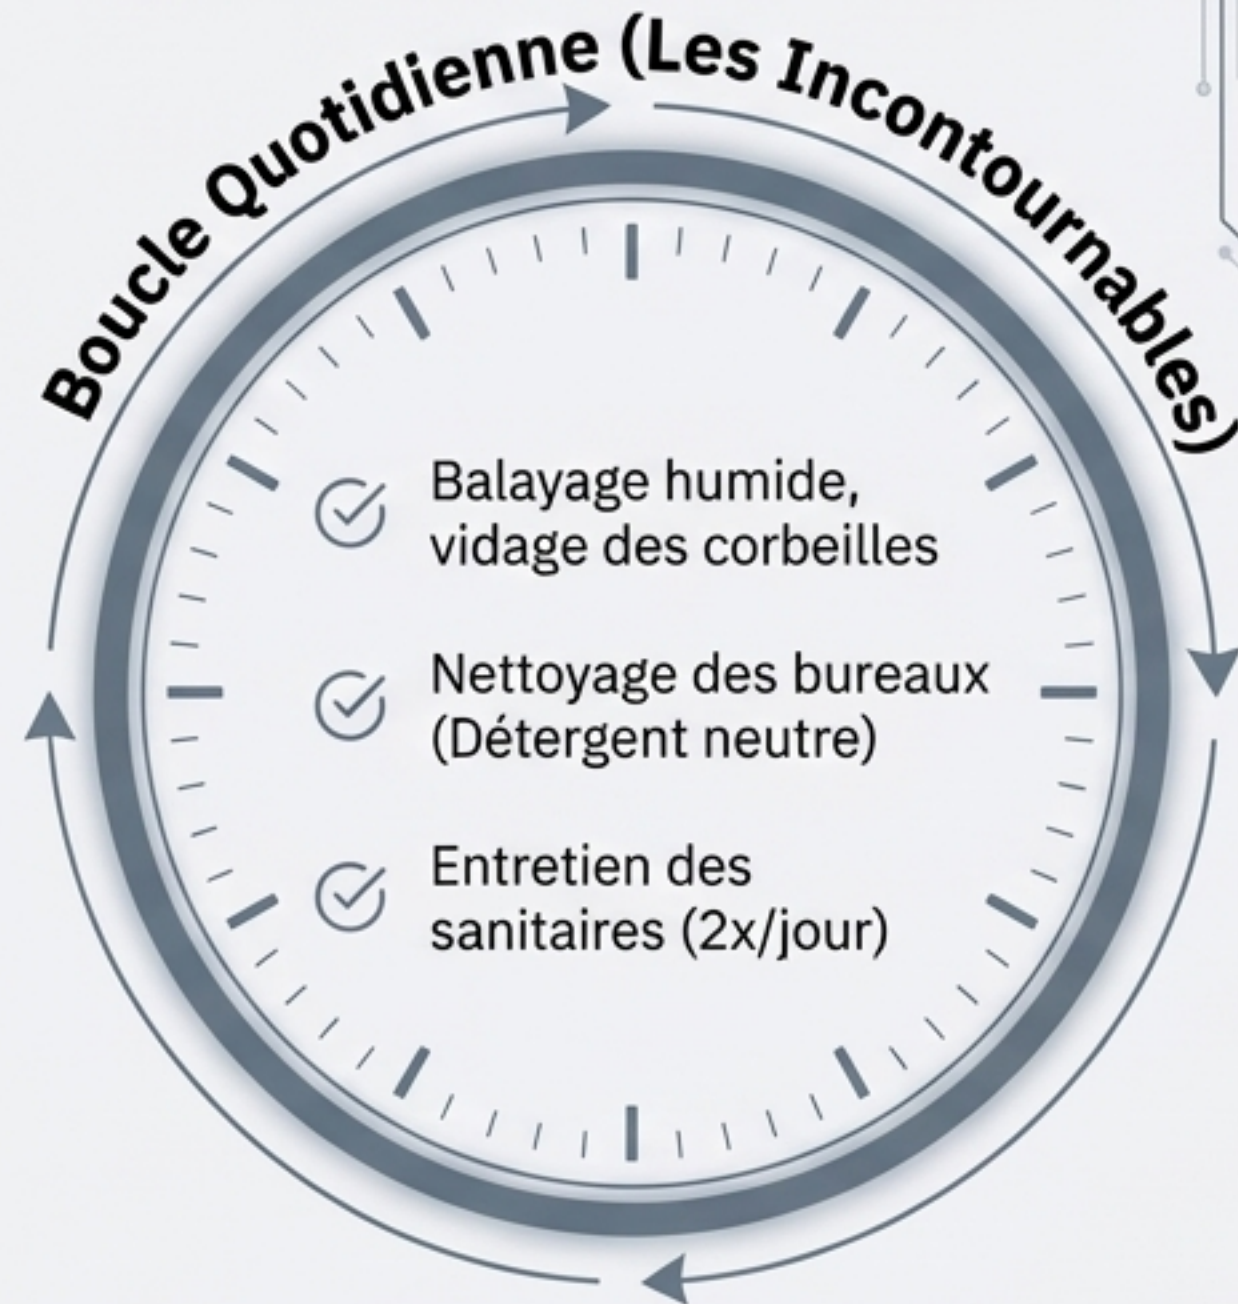 Boucle Quotidienne (Les Incontournables)
Balayage humide,
vidage des corbeilles
Nettoyage des bureaux
(Détergent neutre)
Entretien des
sanitaires (2x/jour)